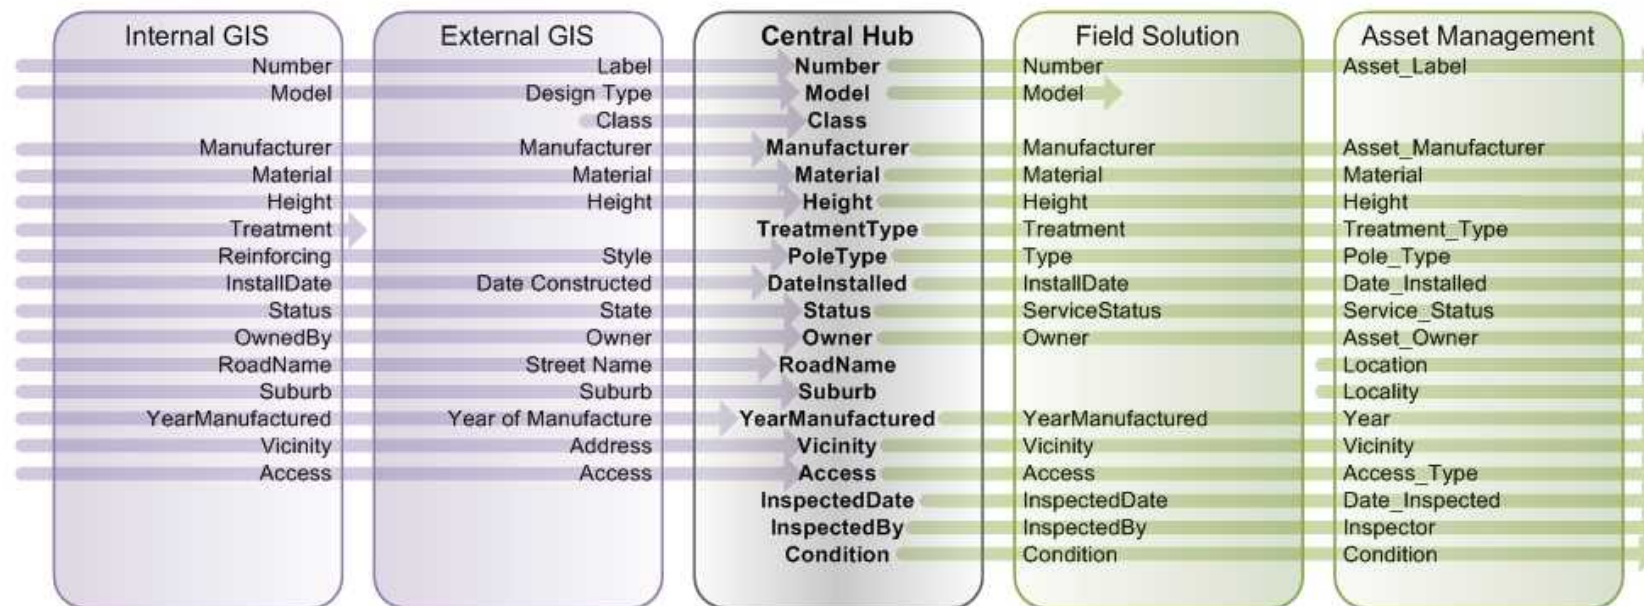 Internal GIS External GIS Central Hub Field Solution Asset Management
Number Label Number Number Asset_Label
Model Design Type Model Model
Class Class
Manufacturer Manufacturer Manufacturer Manufacturer Asset_Manufacturer
Material Material Material Material Material
Height Height Height Height Height
Treatment TreatmentType Treatment Treatment_Type
Reinforcing Style PoleType Type Pole_Type
InstallDate Date Constructed DateInstalled InstallDate Date_Installed
Status State Status ServiceStatus Service_Status
OwnedBy Owner Owner Owner Asset_Owner
RoadName Street Name RoadName Location
Suburb Suburb Suburb Locality
YearManufactured Year of Manufacture YearManufactured YearManufactured Year
Vicinity Address Vicinity Vicinity Vicinity
Access Access Access Access Access_Type
InspectedDate InspectedDate Date_Inspected
InspectedBy InspectedBy Inspector
Condition Condition Condition